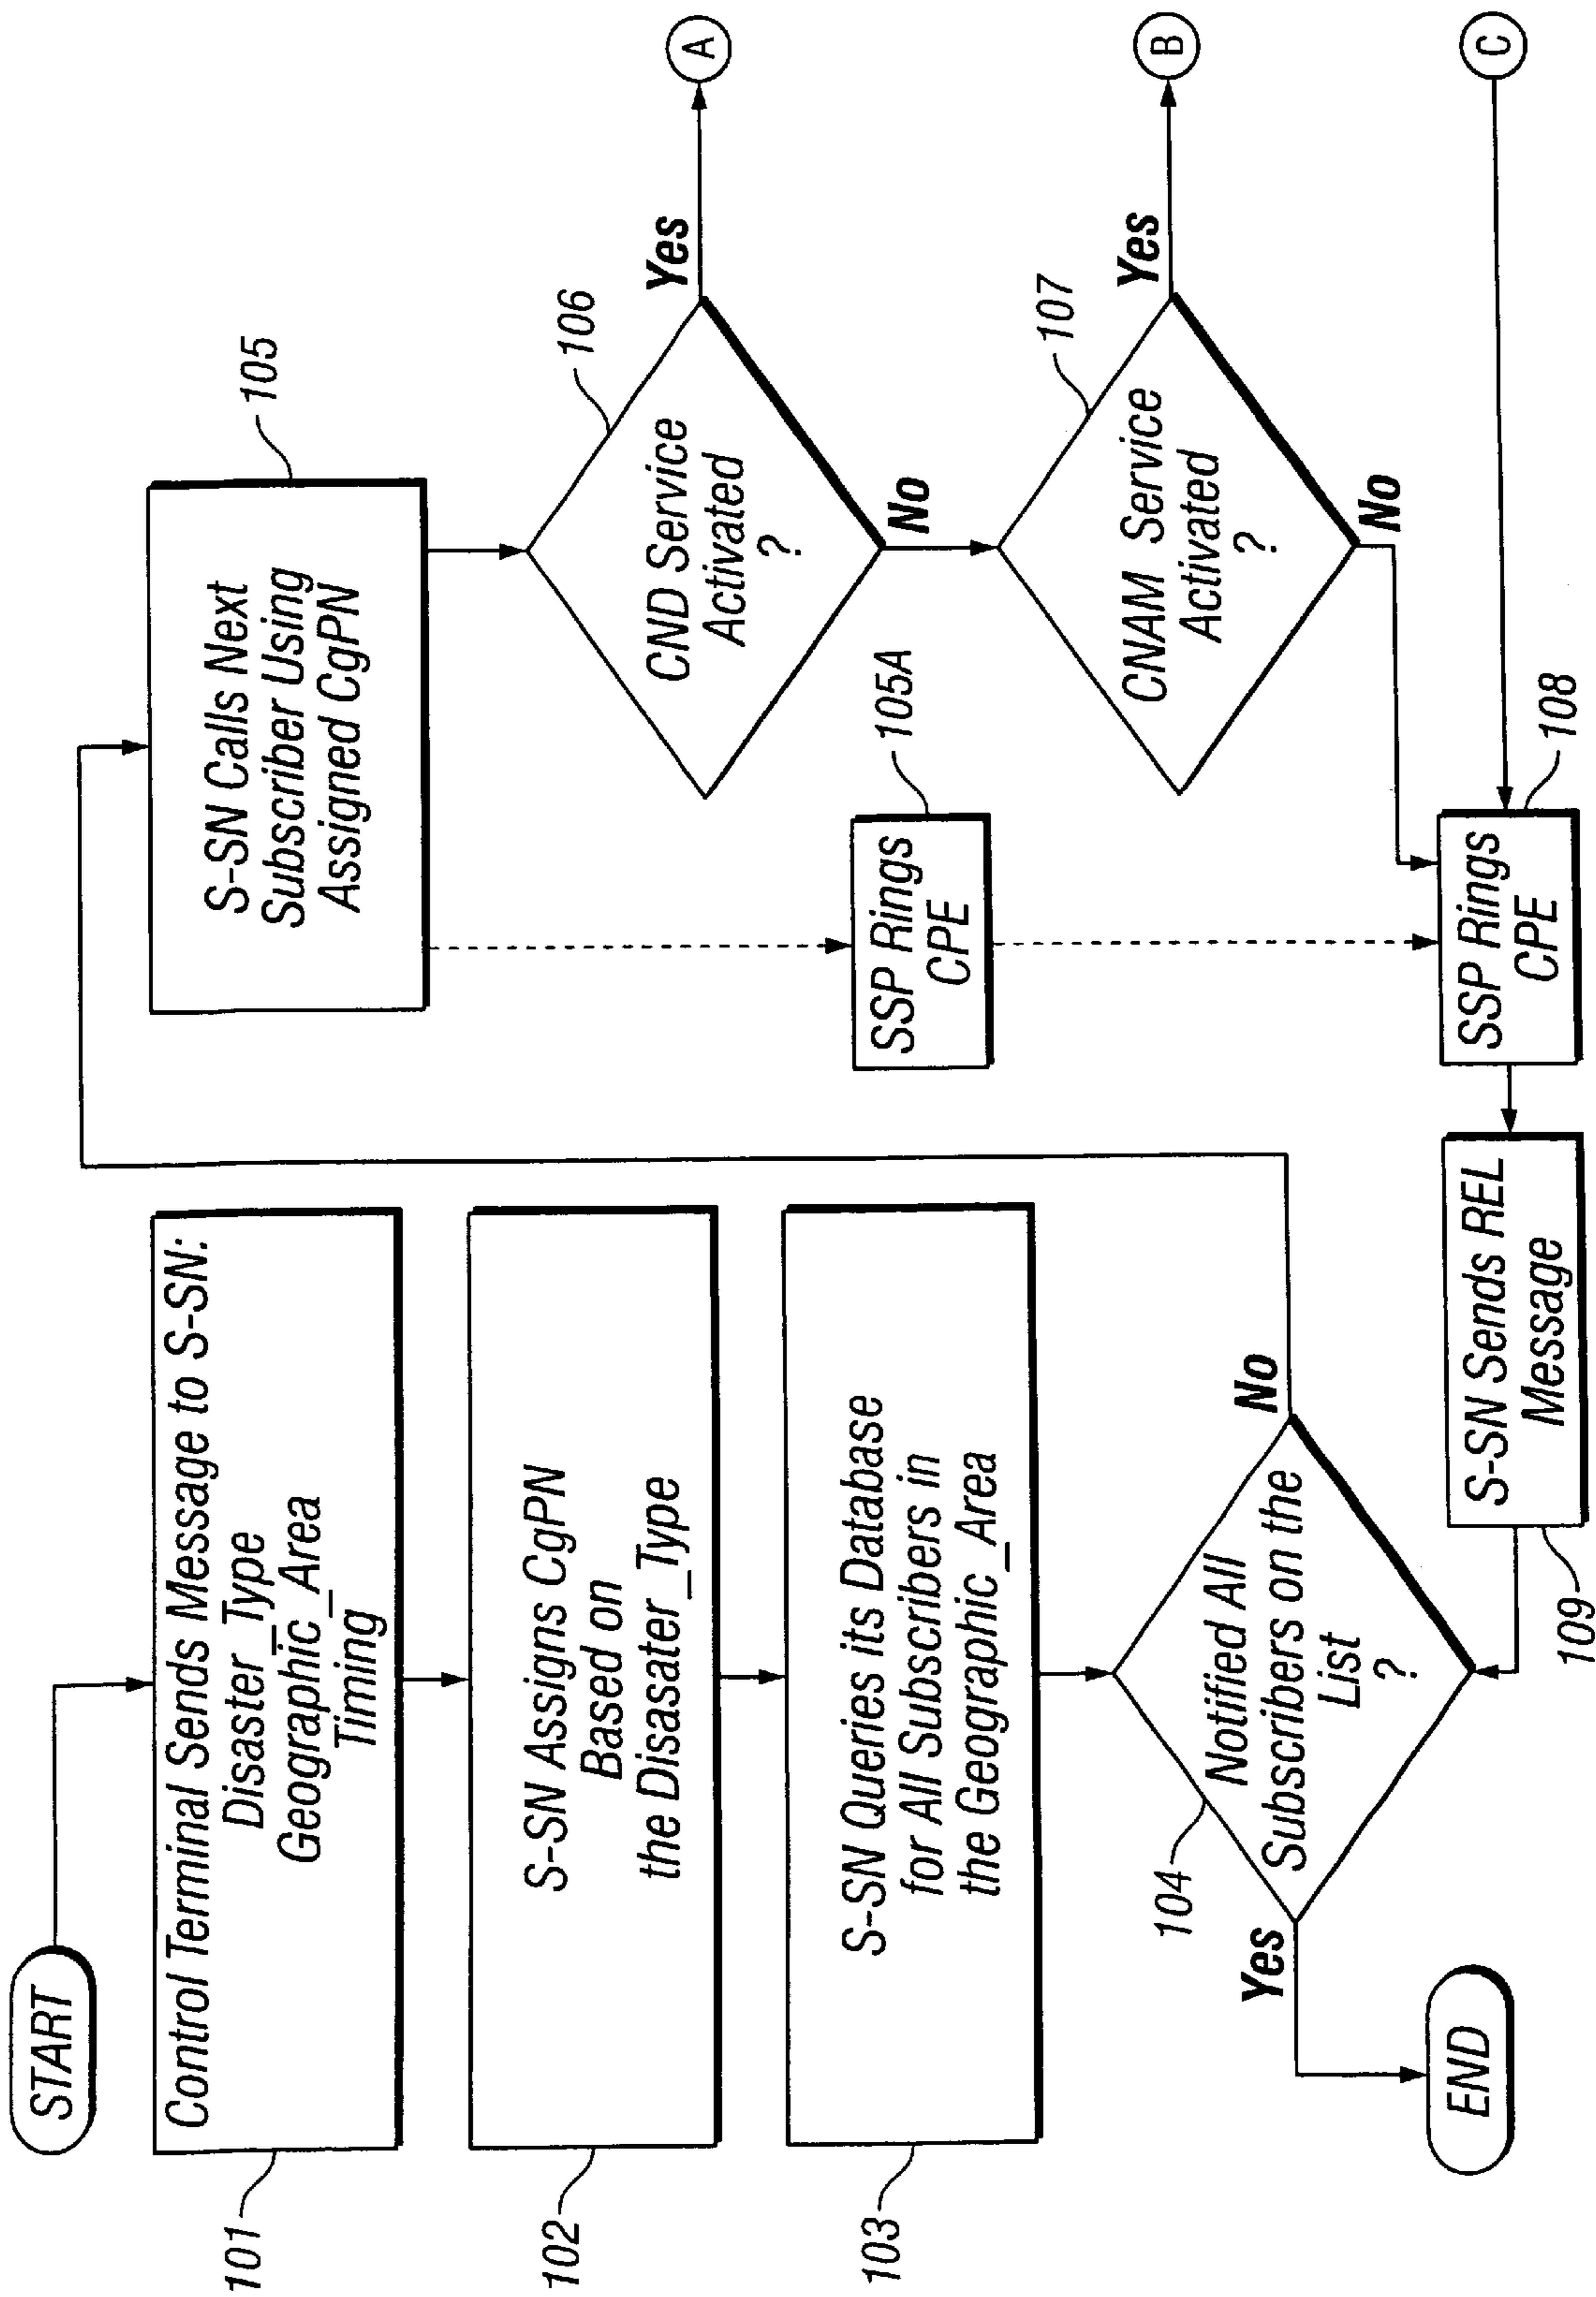 START
101
Control Terminal Sends Message to S-SN:
Disaster_Type
Geographic_Area
Timing
102
S-SN Assigns CgPN
Based on
the Disasater_Type
103
S-SN Queries its Database
for All Subscribers in
the Geographic_Area
104
Notified All
Subscribers on the
List
?
Yes
No
END
105
S-SN Calls Next
Subscriber Using
Assigned CgPN
105A
SSP Rings
CPE
106
CND Service
Activated
?
Yes
A
No
107
CNAM Service
Activated
?
Yes
B
No
C
108
SSP Rings
CPE
109
S-SN Sends REL
Message